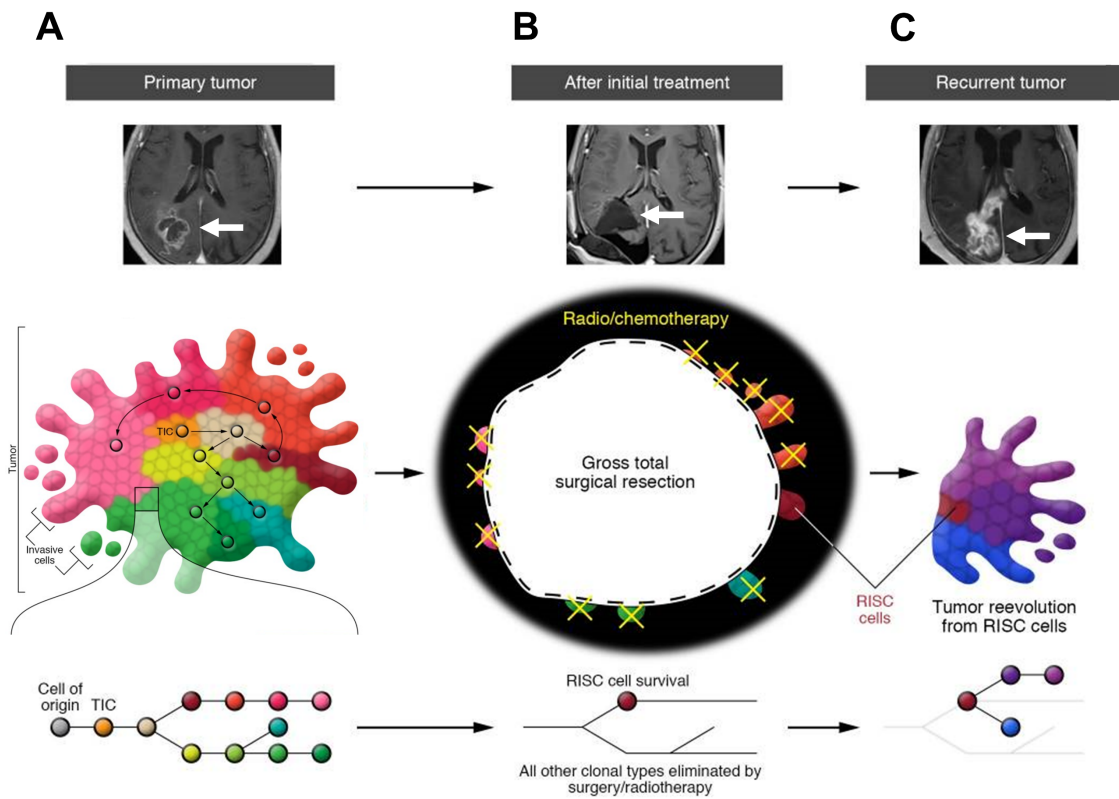 A
B
C
Primary tumor
After initial treatment
Recurrent tumor
Radio/chemotherapy
Tumor
TIC
Gross total
surgical resection
Invasive
cells
RISC
cells
Tumor reevolution
from RISC cells
Cell of
origin
TIC
RISC cell survival
All other clonal types eliminated by
surgery/radiotherapy